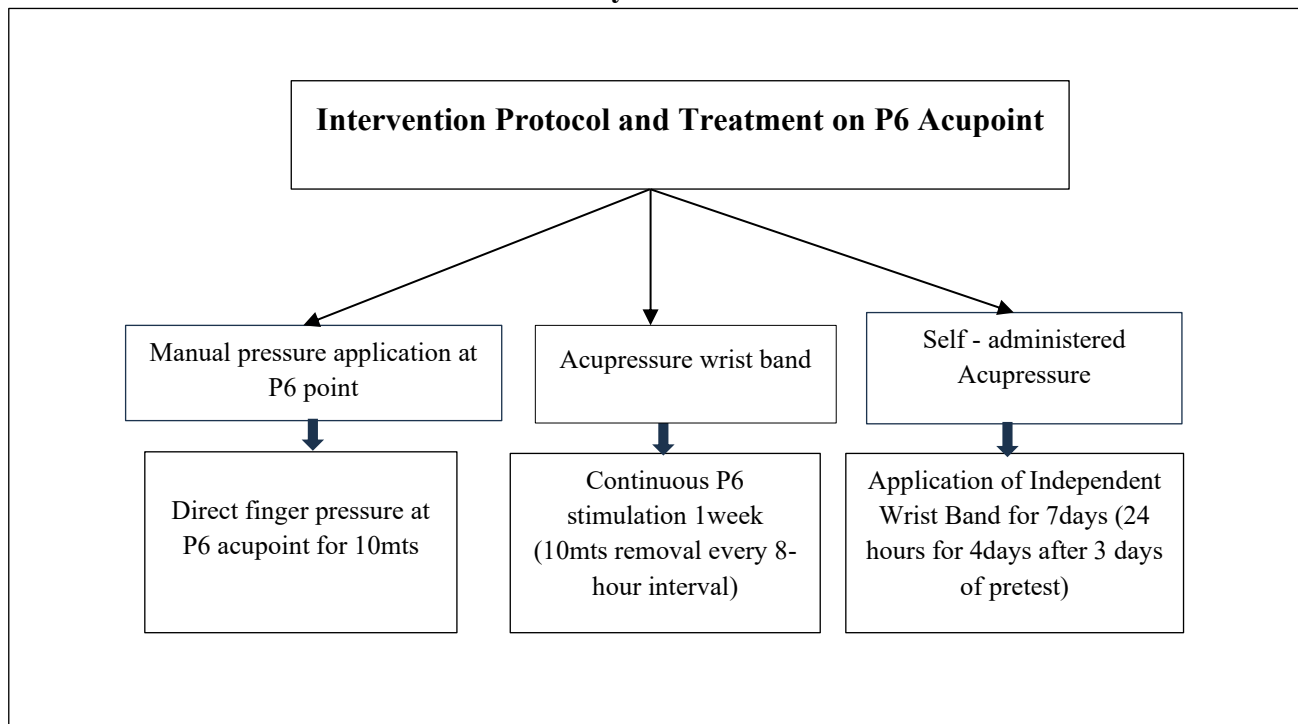 Intervention Protocol and Treatment on P6 Acupoint
Manual pressure application at
P6 point
Acupressure wrist band
Self - administered
Acupressure
Direct finger pressure at
P6 acupoint for 10mts
Continuous P6
stimulation 1week
(10mts removal every 8-
hour interval)
Application of Independent
Wrist Band for 7days (24
hours for 4days after 3 days
of pretest)